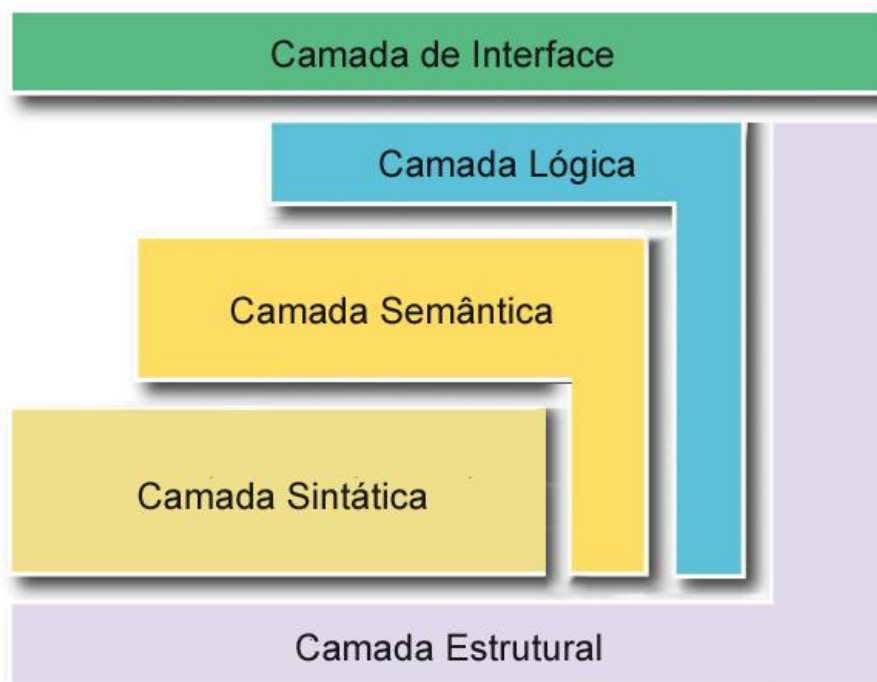 Camada de Interface
Camada Lógica
Camada Semântica
Camada Sintática
Camada Estrutural